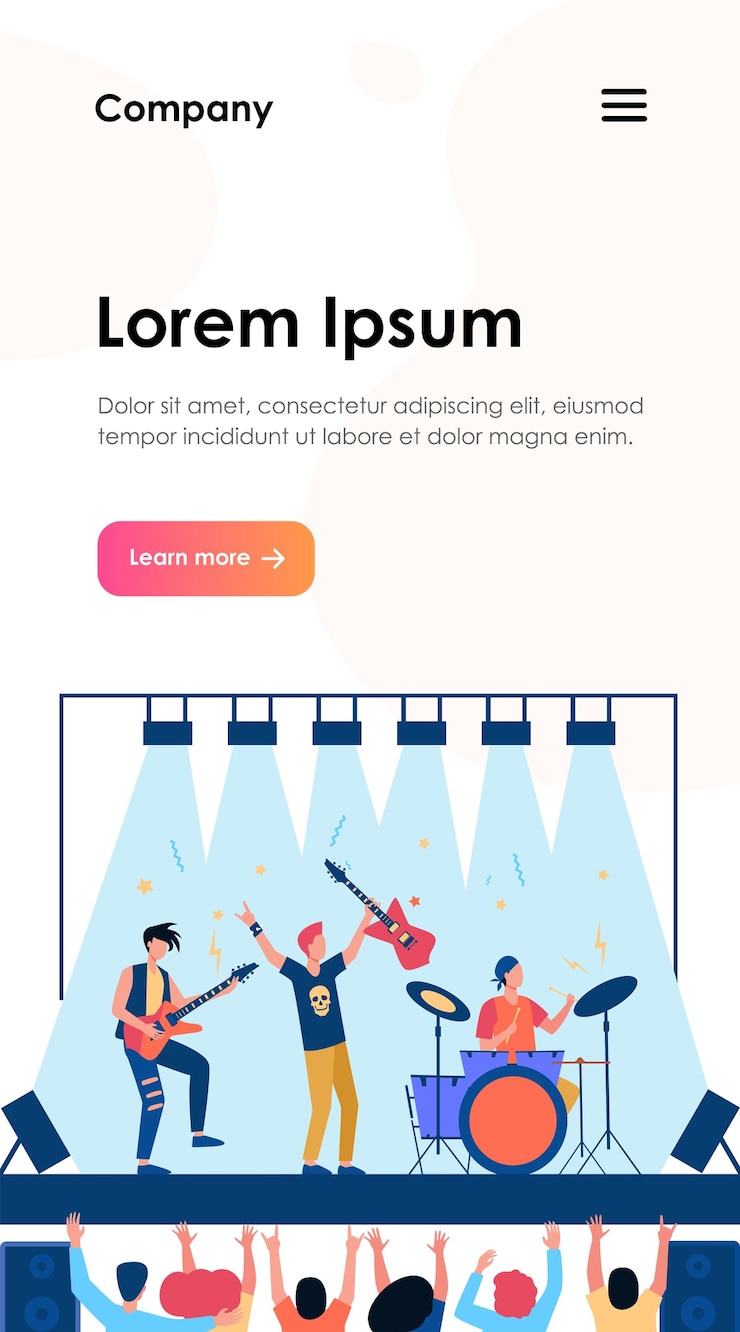 Company
Lorem Ipsum
Dolor sit amet, consectetur adipiscing elit, eiusmod
tempor incididunt ut labore et dolor magna enim.
Learn more